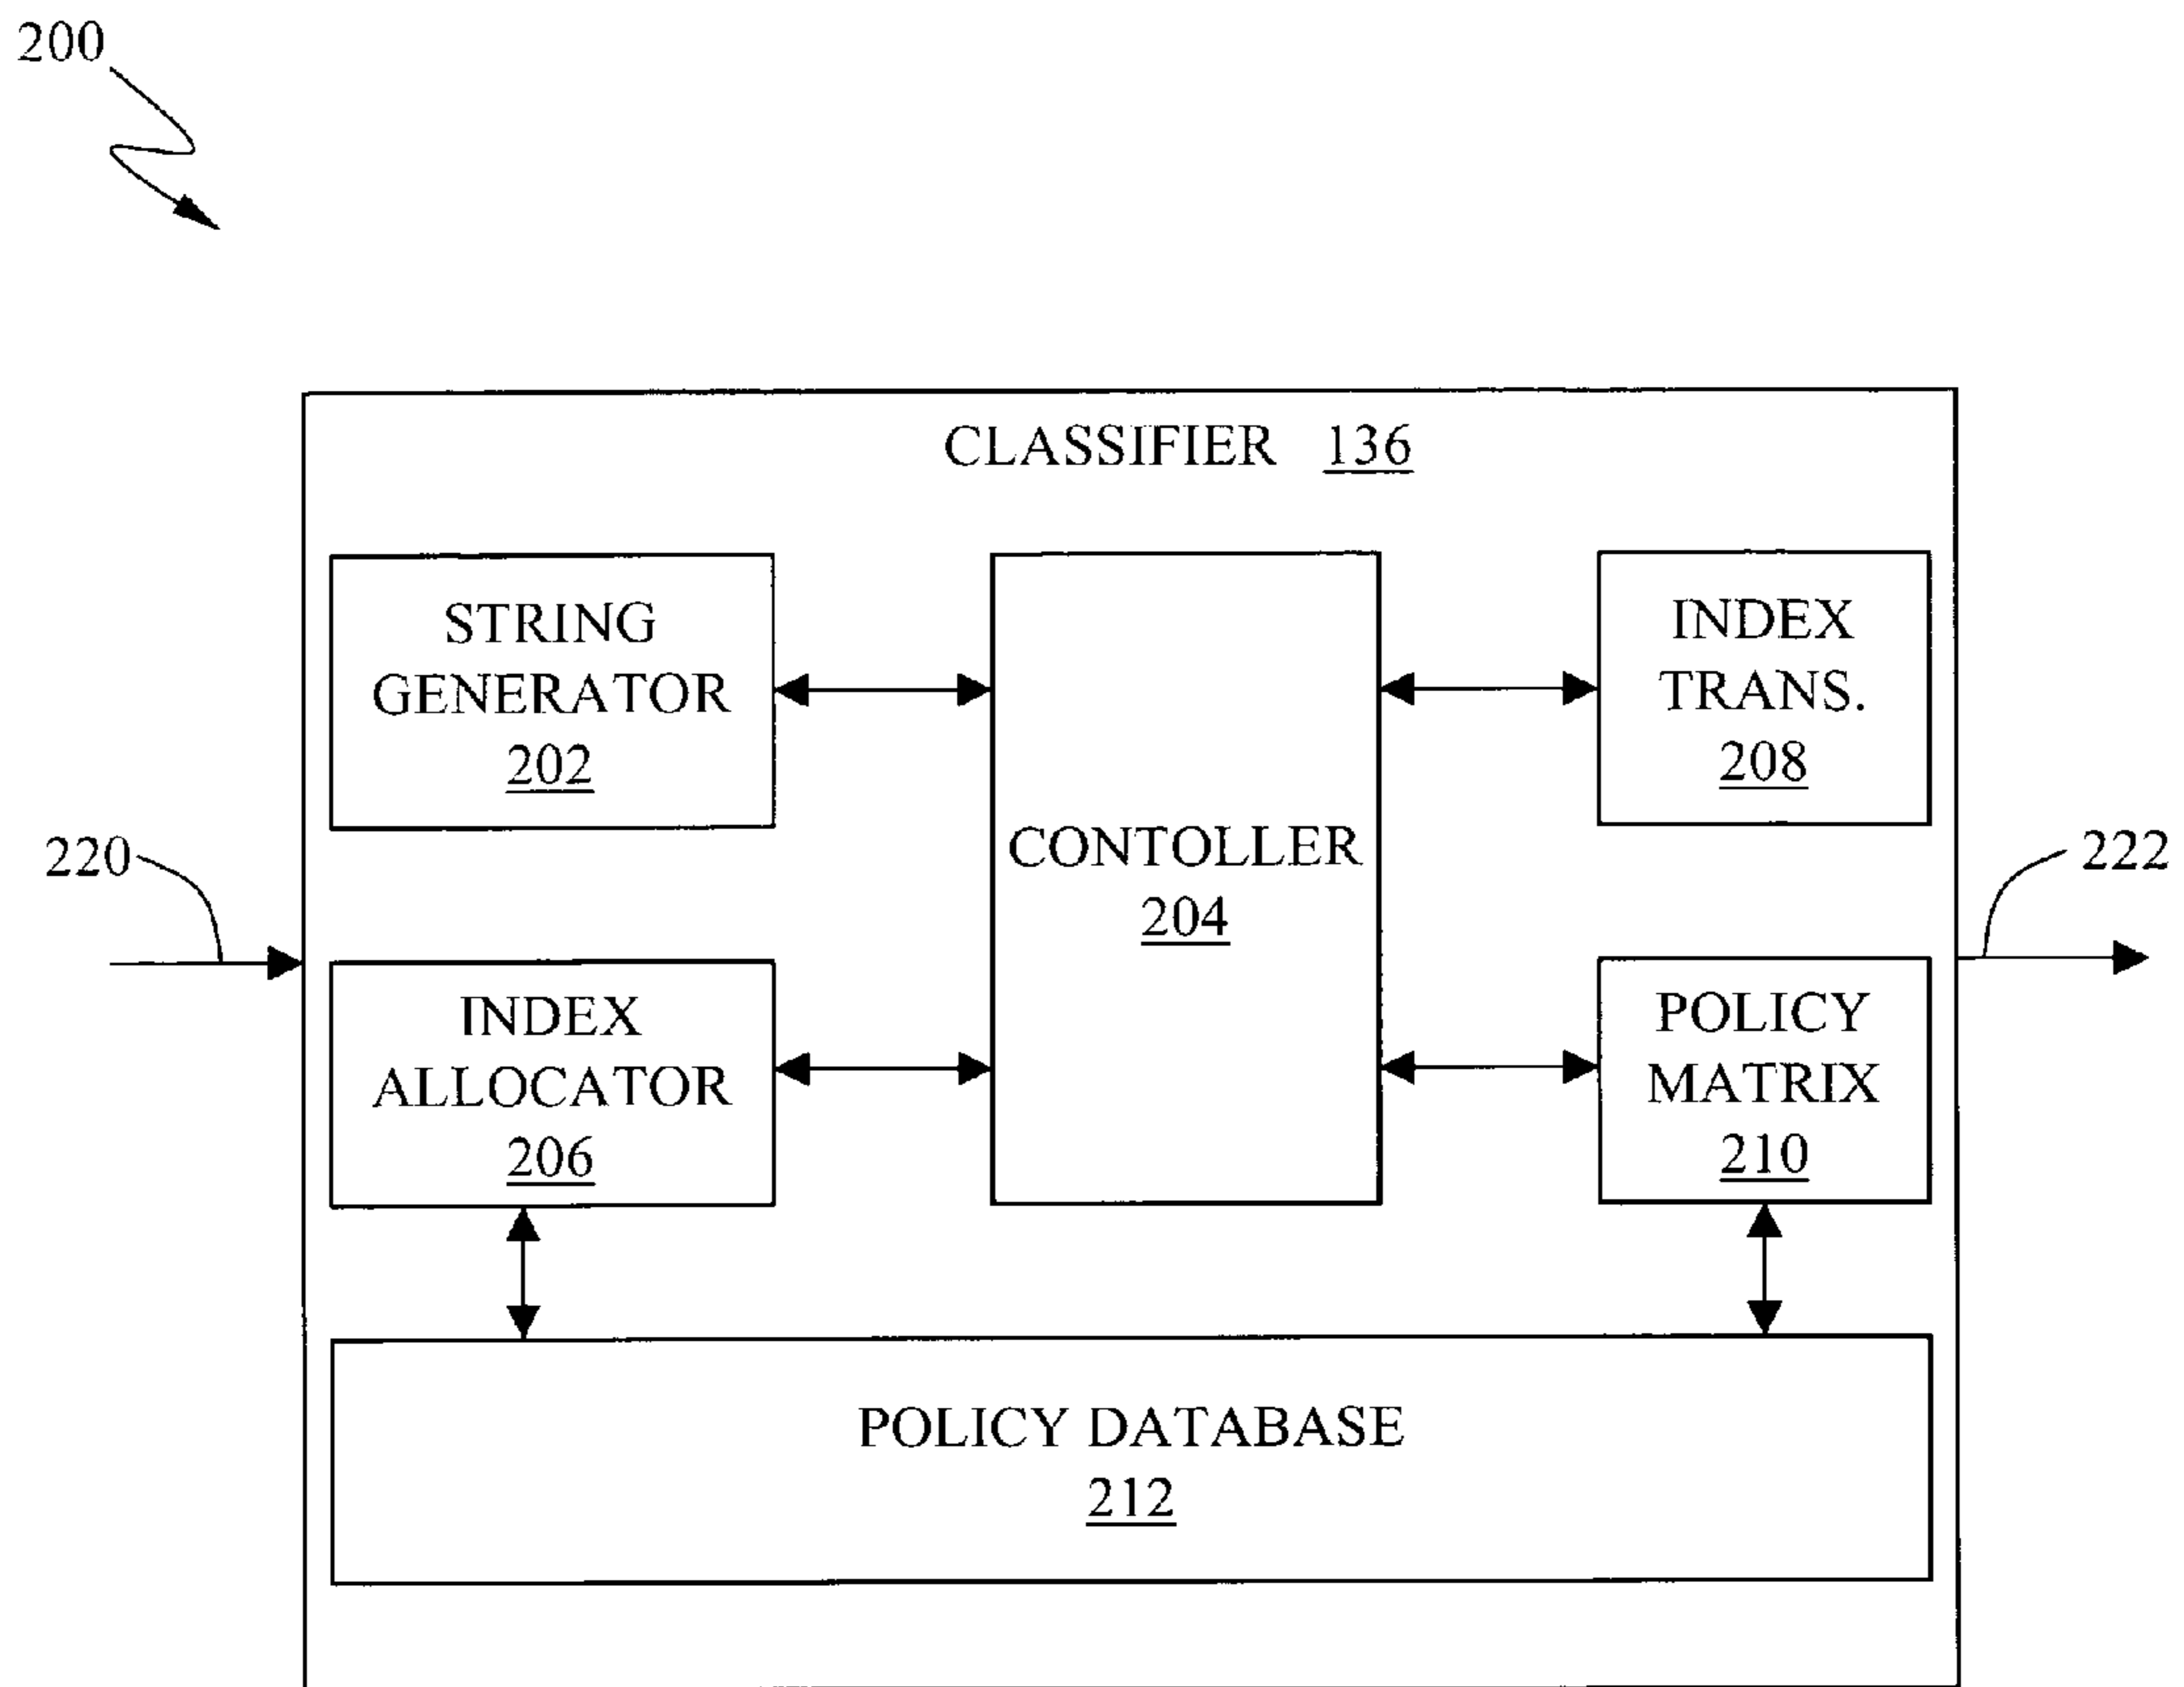 200
CLASSIFIER 136
STRING
GENERATOR
202
CONTOLLER
204
INDEX
TRANS.
208
220
222
INDEX
ALLOCATOR
206
POLICY
MATRIX
210
POLICY DATABASE
212